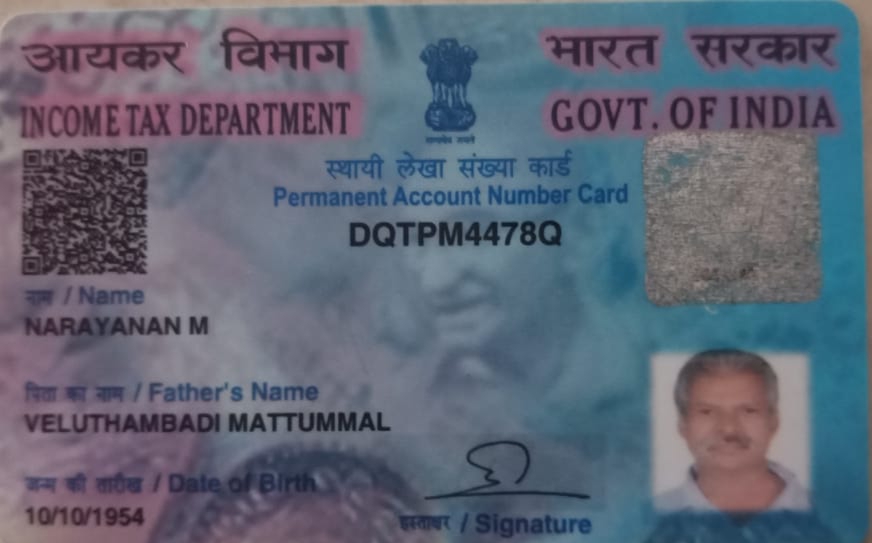 आयकर विभाग
भारत सरकार
INCOME TAX DEPARTMENT
GOVT. OF INDIA
सत्यमेव जयते
स्थायी लेखा संख्या कार्ड
Permanent Account Number Card
DQTPM4478Q
नाम / Name
NARAYANAN M
पिता का नाम / Father's Name
VELUTHAMBADI MATTUMMAL
जन्म की तारीख / Date of Birth
10/10/1954
हस्ताक्षर / Signature